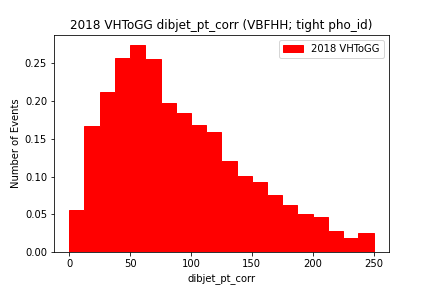 2018 VHToGG dibjet_pt_corr (VBFHH; tight pho_id)
2018 VHToGG
Number of Events
0.25
0.20
0.15
0.10
0.05
0.00
0 50 100 150 200 250
dibjet_pt_corr